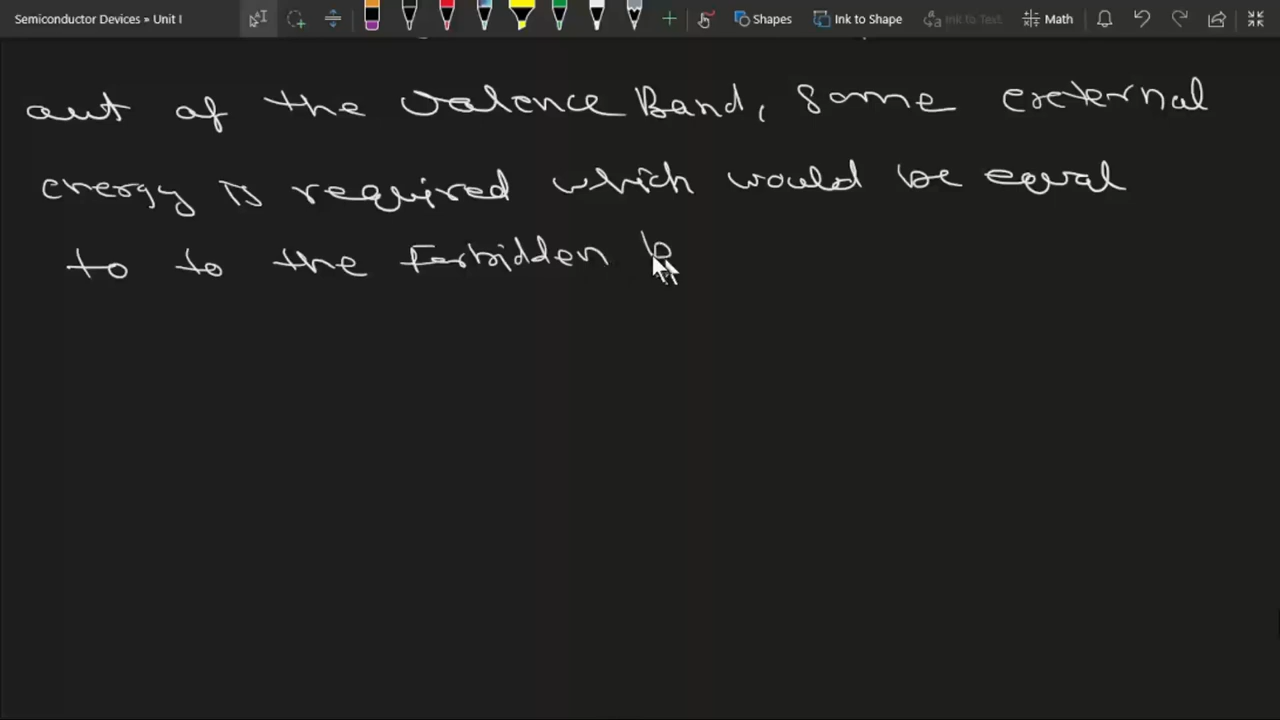 Semiconductor Devices » Unit I
Shapes
Ink to Shape
Ink to Text
Math
out of the Valence Band, some external
energy is required which would be equal
to to the forbidden b